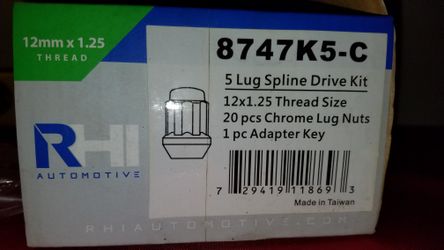 12mm x 1.25
THREAD
8747K5-C
5 Lug Spline Drive Kit
12x1.25 Thread Size
20 pcs Chrome Lug Nuts
1 pc Adapter Key
RHI
AUTOMOTIVE
7 29419 11869 3
Made in Taiwan
RHIAUTOMOTIVE.COM